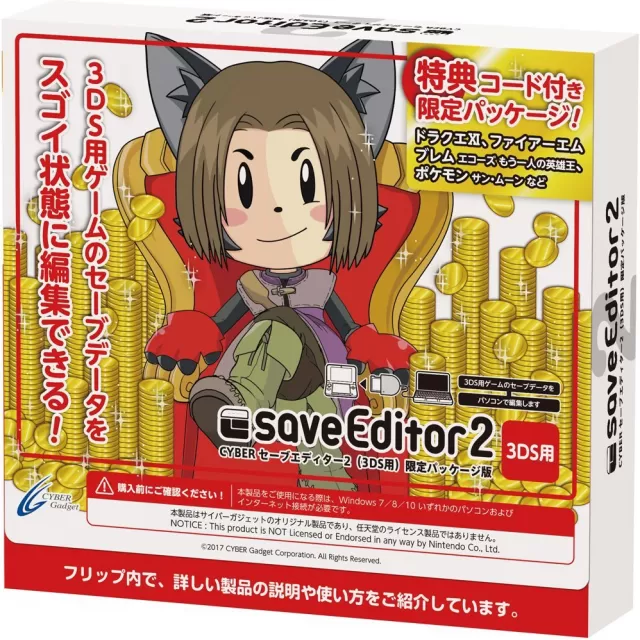 saveEditor 2
特典コード付き
限定パッケージ!
ドラクエⅪ、ファイアーエム
ブレム エコーズ もう一人の英雄王、
ポケモン サン・ムーン など
3DS用ゲームのセーブデータを
スゴイ状態に編集できる!
3DS用ゲームのセーブデータを
パソコンで編集します
saveEditor 2
CYBER セーブエディター2 (3DS用) 限定パッケージ版
3DS用
CYBER
Gadget
購入前にご確認ください!
本製品をご使用になる際は、Windows 7/8/10 いずれかのパソコンおよび
インターネット接続が必要です。
本製品はサイバーガジェットのオリジナル製品であり、任天堂のライセンス製品ではありません。
NOTICE : This product is NOT Licensed or Endorsed in any way by Nintendo Co., Ltd.
©2017 CYBER Gadget Corporation. All Rights Reserved.
フリップ内で、詳しい製品の説明や使い方をご紹介しています。
saveEditor 2
CYBER セーブエディター2 (3DS用) 限定パッケージ版